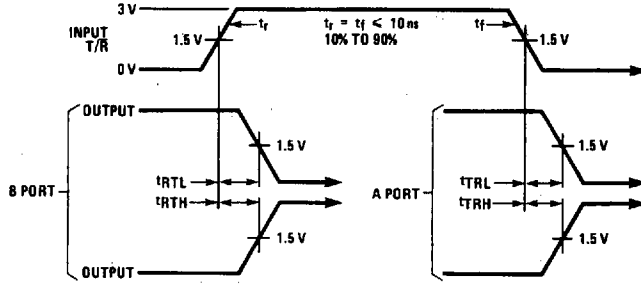 3 V
INPUT
T/R̅
1.5 V
0 V
tr
tr = tf ≤ 10 ns
10% TO 90%
tf
1.5 V
B PORT
OUTPUT
1.5 V
tRTL
tRTH
1.5 V
OUTPUT
A PORT
1.5 V
tTRL
tTRH
1.5 V